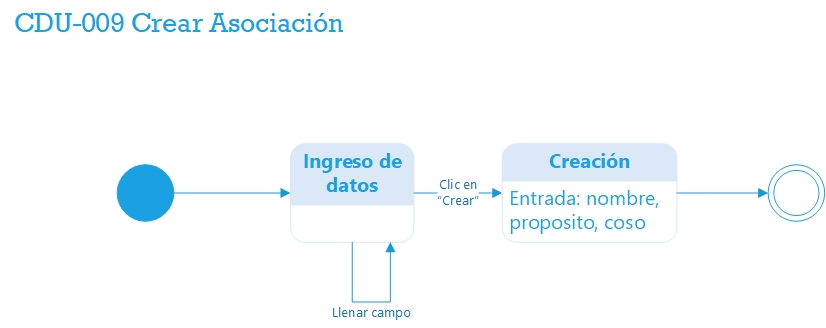 CDU-009 Crear Asociación
Ingreso de
datos
Clic en
“Crear”
Creación
Entrada: nombre,
proposito, coso
Llenar campo